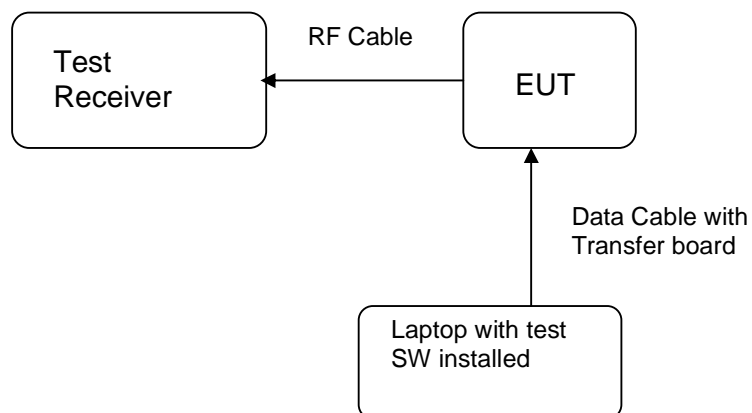 Test
Receiver
RF Cable
EUT
Data Cable with
Transfer board
Laptop with test
SW installed